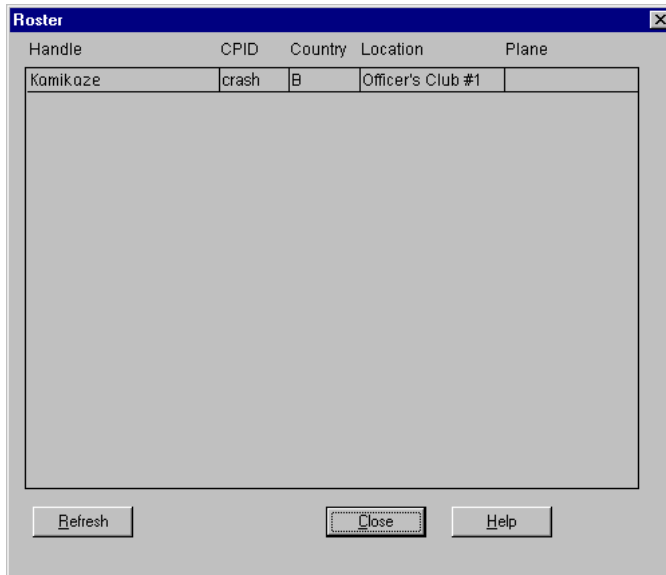 Roster
Handle CPID Country Location Plane
Kamikaze crash B Officer's Club #1
Refresh Close Help